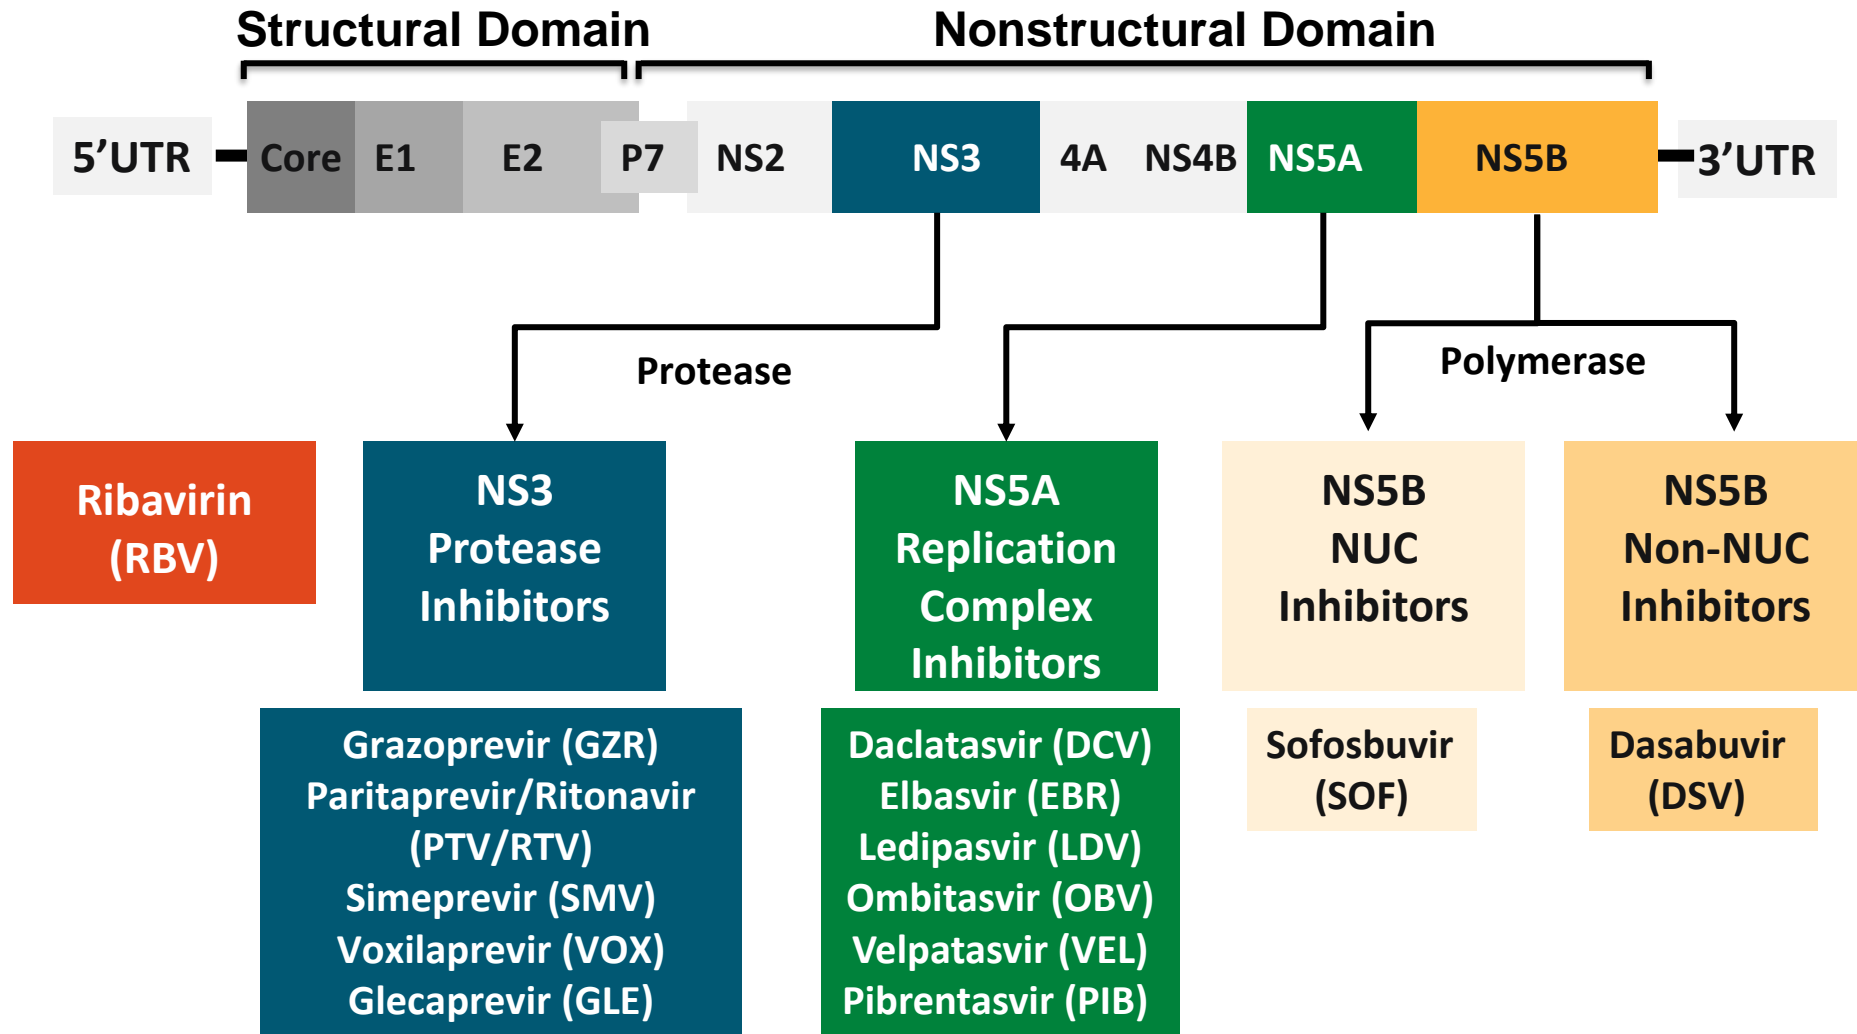 Structural Domain
Nonstructural Domain
5’UTR
Core
E1
E2
P7
NS2
NS3
4A
NS4B
NS5A
NS5B
3’UTR
Protease
Polymerase
Ribavirin
(RBV)
NS3
Protease
Inhibitors
NS5A
Replication
Complex
Inhibitors
NS5B
NUC
Inhibitors
NS5B
Non-NUC
Inhibitors
Grazoprevir (GZR)
Paritaprevir/Ritonavir
(PTV/RTV)
Simeprevir (SMV)
Voxilaprevir (VOX)
Glecaprevir (GLE)
Daclatasvir (DCV)
Elbasvir (EBR)
Ledipasvir (LDV)
Ombitasvir (OBV)
Velpatasvir (VEL)
Pibrentasvir (PIB)
Sofosbuvir
(SOF)
Dasabuvir
(DSV)